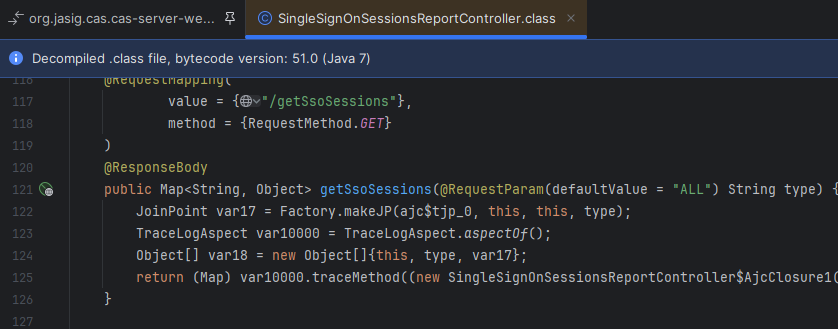 org.jasig.cas.cas-server-we...
SingleSignOnSessionsReportController.class
Decompiled .class file, bytecode version: 51.0 (Java 7)
116 @RequestMapping(
117 value = {"/getSsoSessions"},
118 method = {RequestMethod.GET}
119 )
120 @ResponseBody
121 public Map<String, Object> getSsoSessions(@RequestParam(defaultValue = "ALL") String type) {
122 JoinPoint var17 = Factory.makeJP(ajc$tjp_0, this, this, type);
123 TraceLogAspect var10000 = TraceLogAspect.aspectOf();
124 Object[] var18 = new Object[]{this, type, var17};
125 return (Map) var10000.traceMethod((new SingleSignOnSessionsReportController$AjcClosure1(
126 }
127